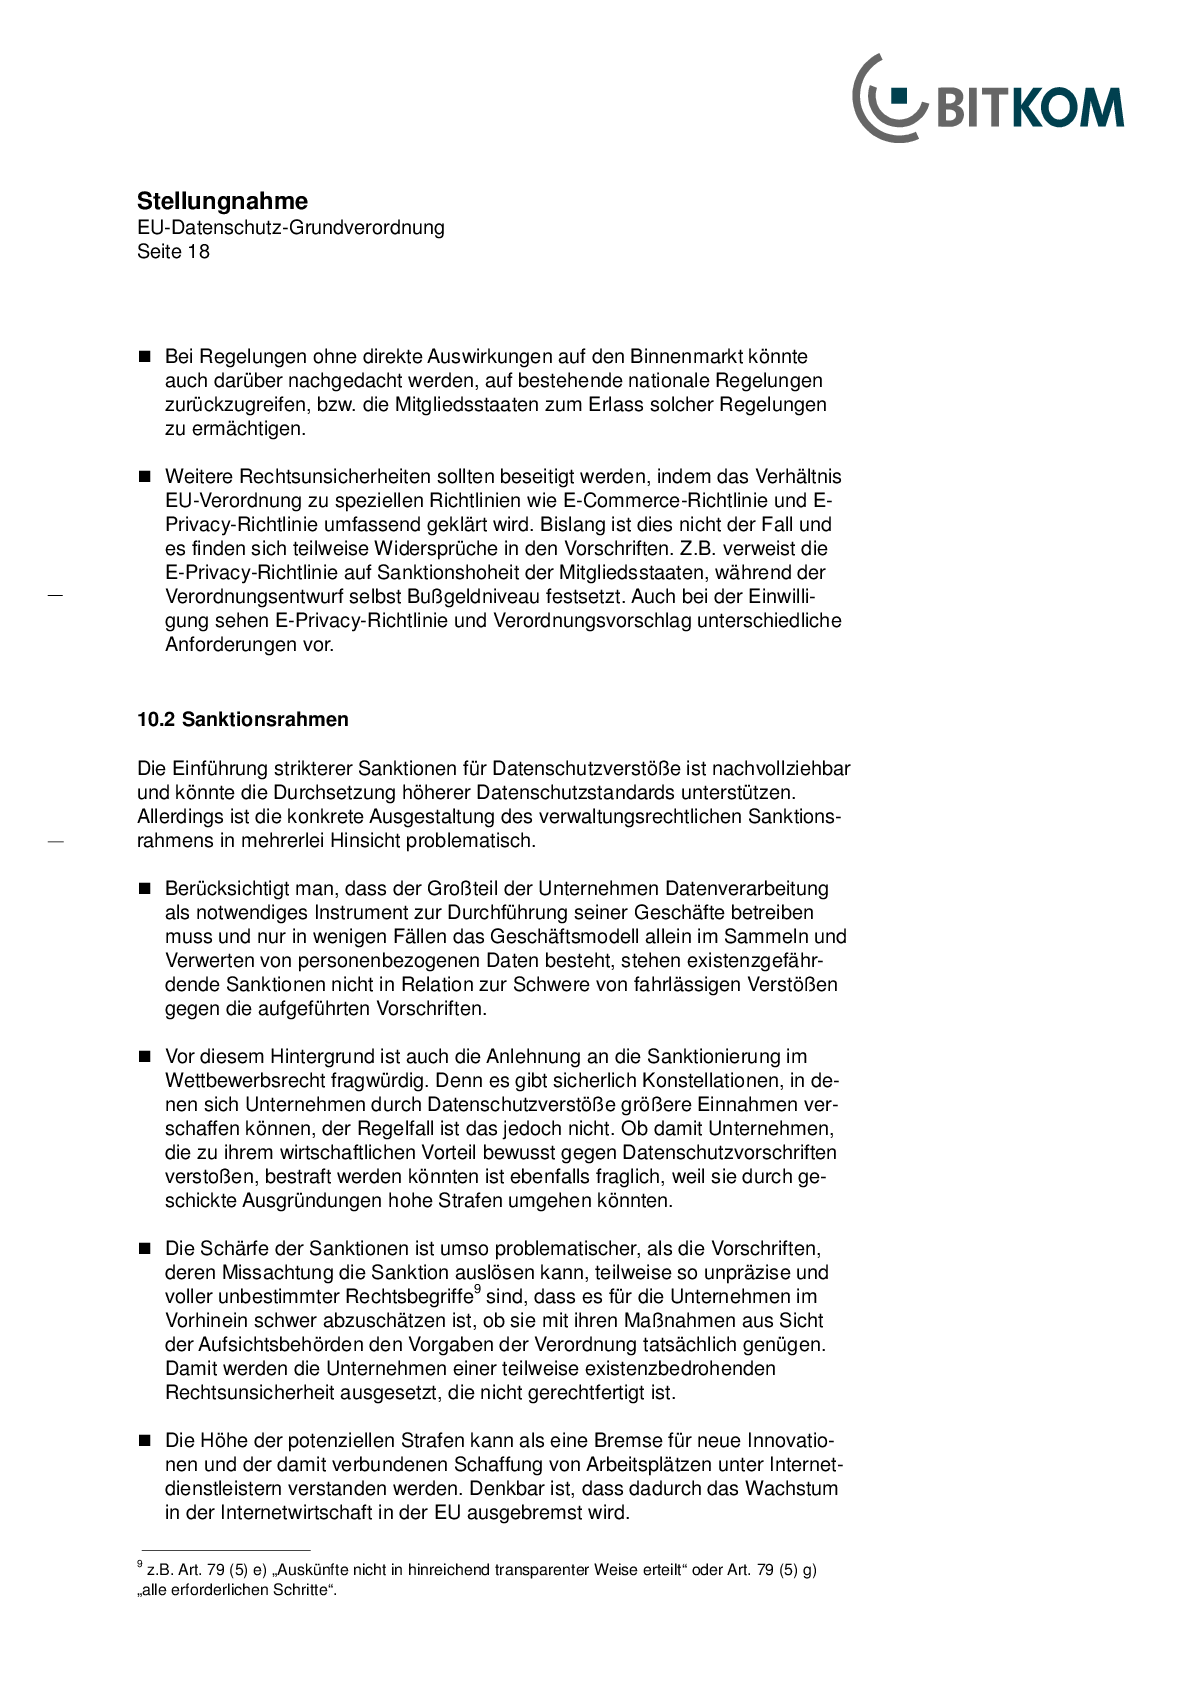 BITKOM
Stellungnahme
EU-Datenschutz-Grundverordnung
Seite 18
■ Bei Regelungen ohne direkte Auswirkungen auf den Binnenmarkt könnte
auch darüber nachgedacht werden, auf bestehende nationale Regelungen
zurückzugreifen, bzw. die Mitgliedsstaaten zum Erlass solcher Regelungen
zu ermächtigen.
■ Weitere Rechtsunsicherheiten sollten beseitigt werden, indem das Verhältnis
EU-Verordnung zu speziellen Richtlinien wie E-Commerce-Richtlinie und E-
Privacy-Richtlinie umfassend geklärt wird. Bislang ist dies nicht der Fall und
es finden sich teilweise Widersprüche in den Vorschriften. Z.B. verweist die
E-Privacy-Richtlinie auf Sanktionshoheit der Mitgliedsstaaten, während der
Verordnungsentwurf selbst Bußgeldniveau festsetzt. Auch bei der Einwilli-
gung sehen E-Privacy-Richtlinie und Verordnungsvorschlag unterschiedliche
Anforderungen vor.
10.2 Sanktionsrahmen
Die Einführung strikterer Sanktionen für Datenschutzverstöße ist nachvollziehbar
und könnte die Durchsetzung höherer Datenschutzstandards unterstützen.
Allerdings ist die konkrete Ausgestaltung des verwaltungsrechtlichen Sanktions-
rahmens in mehrerlei Hinsicht problematisch.
■ Berücksichtigt man, dass der Großteil der Unternehmen Datenverarbeitung
als notwendiges Instrument zur Durchführung seiner Geschäfte betreiben
muss und nur in wenigen Fällen das Geschäftsmodell allein im Sammeln und
Verwerten von personenbezogenen Daten besteht, stehen existenzgefähr-
dende Sanktionen nicht in Relation zur Schwere von fahrlässigen Verstößen
gegen die aufgeführten Vorschriften.
■ Vor diesem Hintergrund ist auch die Anlehnung an die Sanktionierung im
Wettbewerbsrecht fragwürdig. Denn es gibt sicherlich Konstellationen, in de-
nen sich Unternehmen durch Datenschutzverstöße größere Einnahmen ver-
schaffen können, der Regelfall ist das jedoch nicht. Ob damit Unternehmen,
die zu ihrem wirtschaftlichen Vorteil bewusst gegen Datenschutzvorschriften
verstoßen, bestraft werden könnten ist ebenfalls fraglich, weil sie durch ge-
schickte Ausgründungen hohe Strafen umgehen könnten.
■ Die Schärfe der Sanktionen ist umso problematischer, als die Vorschriften,
deren Missachtung die Sanktion auslösen kann, teilweise so unpräzise und
voller unbestimmter Rechtsbegriffe⁹ sind, dass es für die Unternehmen im
Vorhinein schwer abzuschätzen ist, ob sie mit ihren Maßnahmen aus Sicht
der Aufsichtsbehörden den Vorgaben der Verordnung tatsächlich genügen.
Damit werden die Unternehmen einer teilweise existenzbedrohenden
Rechtsunsicherheit ausgesetzt, die nicht gerechtfertigt ist.
■ Die Höhe der potenziellen Strafen kann als eine Bremse für neue Innovatio-
nen und der damit verbundenen Schaffung von Arbeitsplätzen unter Internet-
dienstleistern verstanden werden. Denkbar ist, dass dadurch das Wachstum
in der Internetwirtschaft in der EU ausgebremst wird.
⁹ z.B. Art. 79 (5) e) „Auskünfte nicht in hinreichend transparenter Weise erteilt“ oder Art. 79 (5) g)
„alle erforderlichen Schritte“.